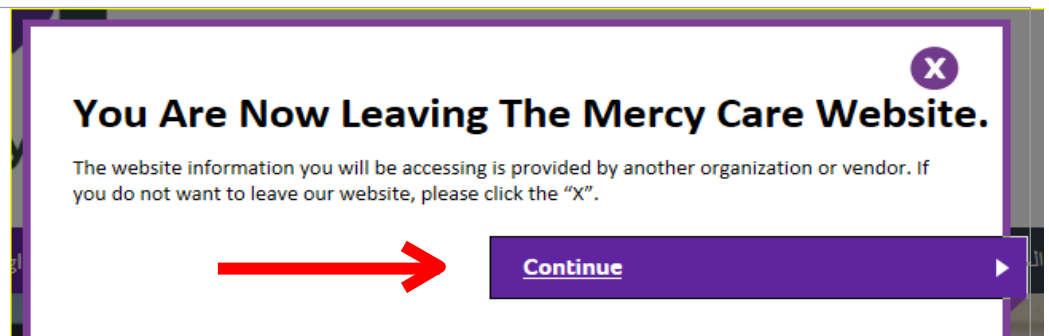 X
You Are Now Leaving The Mercy Care Website.
The website information you will be accessing is provided by another organization or vendor. If
you do not want to leave our website, please click the “X”.
Continue